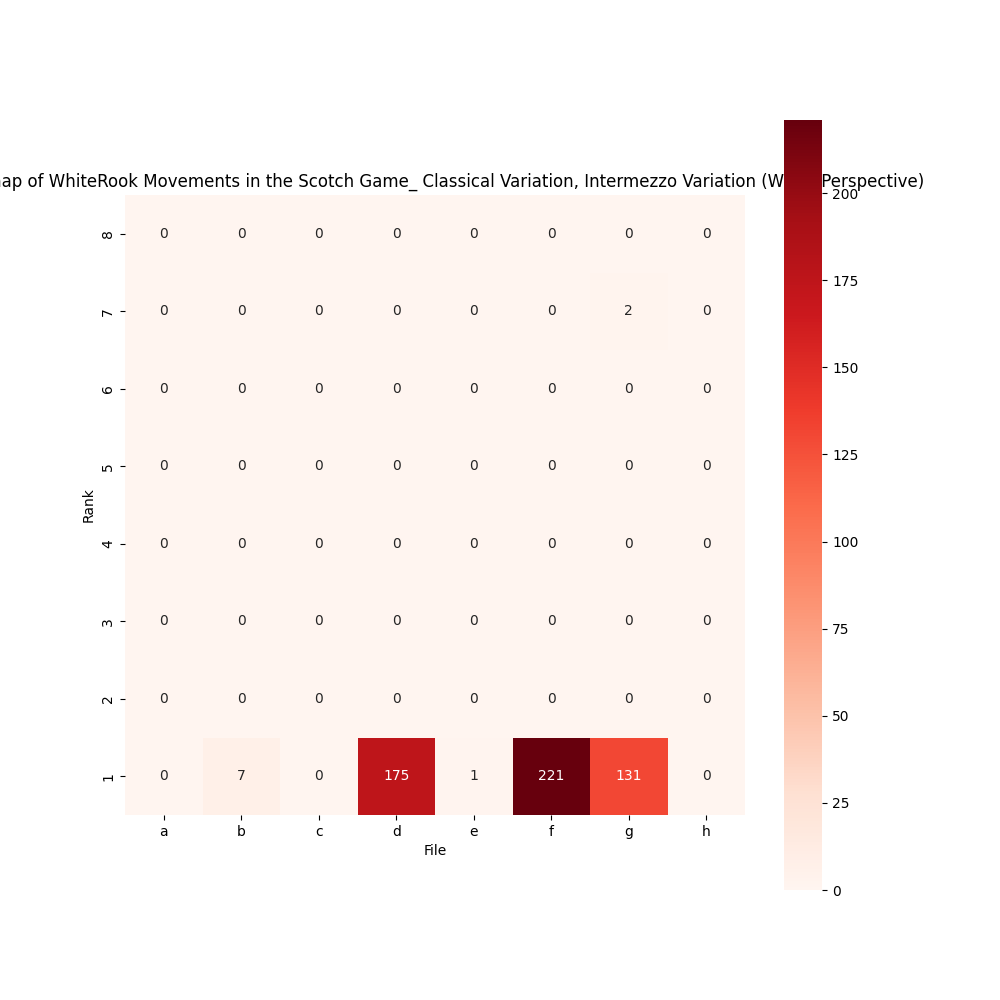 ap of WhiteRook Movements in the Scotch Game_ Classical Variation, Intermezzo Variation (W Perspective)
200
8 0 0 0 0 0 0 0 0
175
7 0 0 0 0 0 0 2 0
150
6 0 0 0 0 0 0 0 0
125
5 0 0 0 0 0 0 0 0
Rank
100
4 0 0 0 0 0 0 0 0
75
3 0 0 0 0 0 0 0 0
50
2 0 0 0 0 0 0 0 0
25
1 0 7 0 175 1 221 131 0
a b c d e f g h
File
0